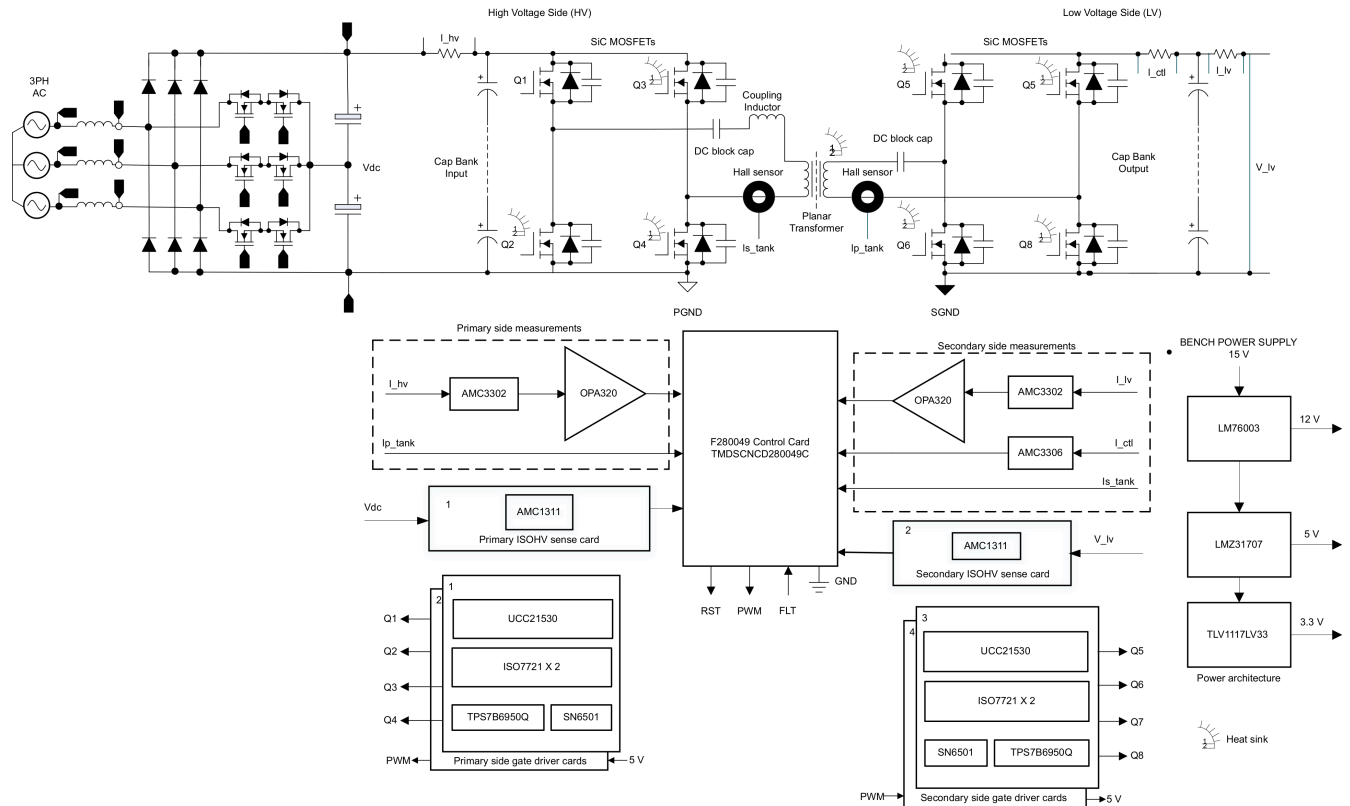 High Voltage Side (HV)
Low Voltage Side (LV)
I_hv
SiC MOSFETs
SiC MOSFETs
I_ctl
I_lv
3PH
AC
Q1
Q3
Q5
Q5
Coupling
Inductor
DC block cap
DC block cap
Vdc
Cap Bank
Input
Hall sensor
Hall sensor
Cap Bank
Output
V_lv
Planar
Transformer
Q2
Q4
Is_tank
Ip_tank
Q6
Q8
PGND
SGND
Primary side measurements
I_hv
AMC3302
OPA320
Ip_tank
F280049 Control Card
TMDSCNCD280049C
Secondary side measurements
OPA320
AMC3302
I_lv
AMC3306
I_ctl
Is_tank
BENCH POWER SUPPLY
15 V
LM76003
12 V
LMZ31707
5 V
TLV1117LV33
3.3 V
Power architecture
Vdc
1
AMC1311
Primary ISOHV sense card
2
AMC1311
V_lv
Secondary ISOHV sense card
RST
PWM
FLT
GND
1
2
UCC21530
ISO7721 X 2
TPS7B6950Q
SN6501
Q1
Q2
Q3
Q4
PWM
Primary side gate driver cards
5 V
3
4
UCC21530
ISO7721 X 2
SN6501
TPS7B6950Q
Q5
Q6
Q7
Q8
PWM
Secondary side gate driver cards
5 V
Heat sink